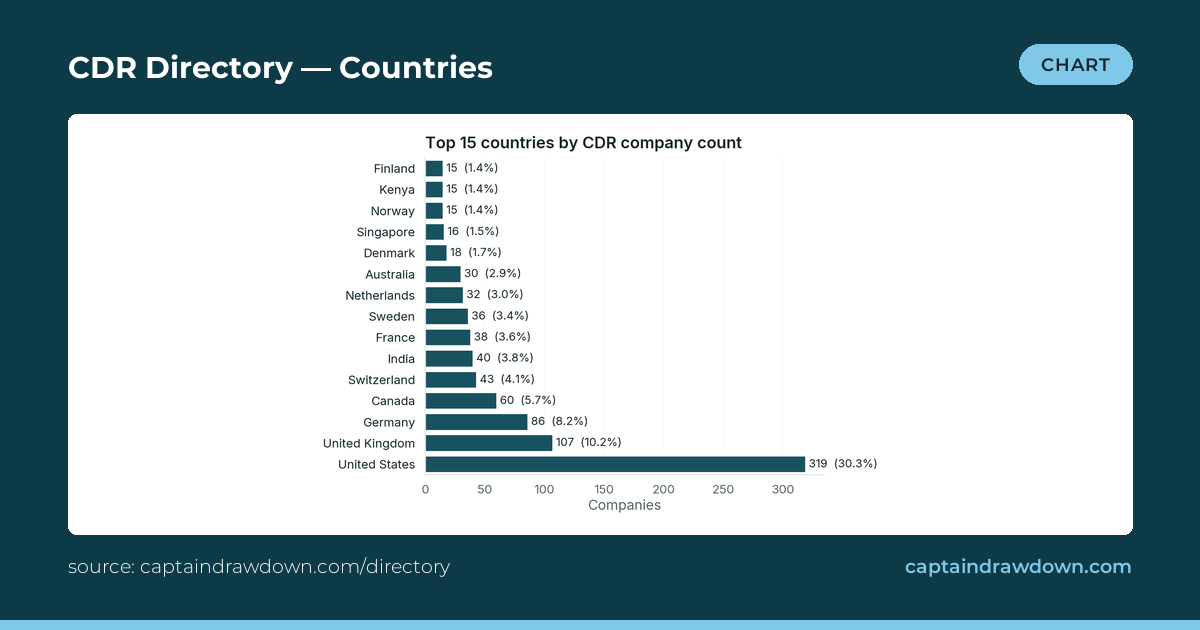 CDR Directory — Countries
CHART
Top 15 countries by CDR company count
Finland 15 (1.4%)
Kenya 15 (1.4%)
Norway 15 (1.4%)
Singapore 16 (1.5%)
Denmark 18 (1.7%)
Australia 30 (2.9%)
Netherlands 32 (3.0%)
Sweden 36 (3.4%)
France 38 (3.6%)
India 40 (3.8%)
Switzerland 43 (4.1%)
Canada 60 (5.7%)
Germany 86 (8.2%)
United Kingdom 107 (10.2%)
United States 319 (30.3%)
0 50 100 150 200 250 300
Companies
source: captaindrawdown.com/directory
captaindrawdown.com